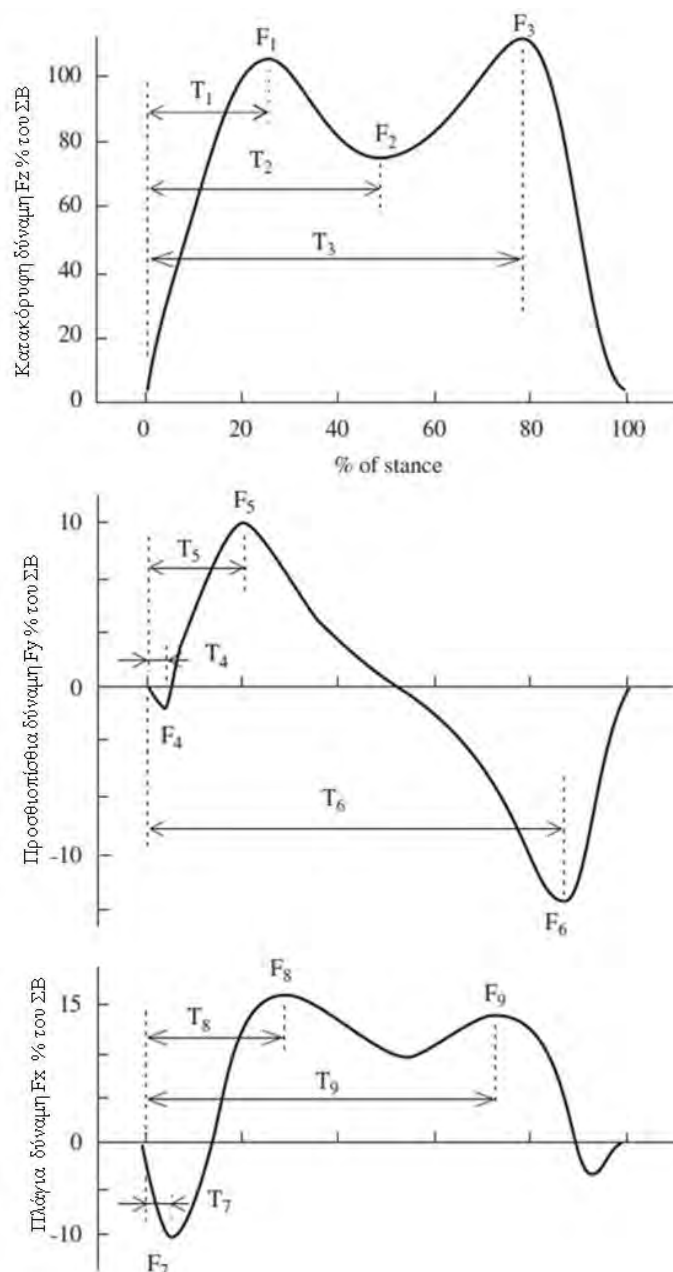 Κατακόρυφη δύναμη Fz % του ΣΒ
100
80
60
40
20
0
F1
F2
F3
T1
T2
T3
0 20 40 60 80 100
% of stance
Προσθιοπίσθια δύναμη Fy % του ΣΒ
10
0
-10
F5
T5
T4
F4
T6
F6
Πλάγια δύναμη Fx % του ΣΒ
15
0
-10
F8
F9
T8
T9
T7
F7